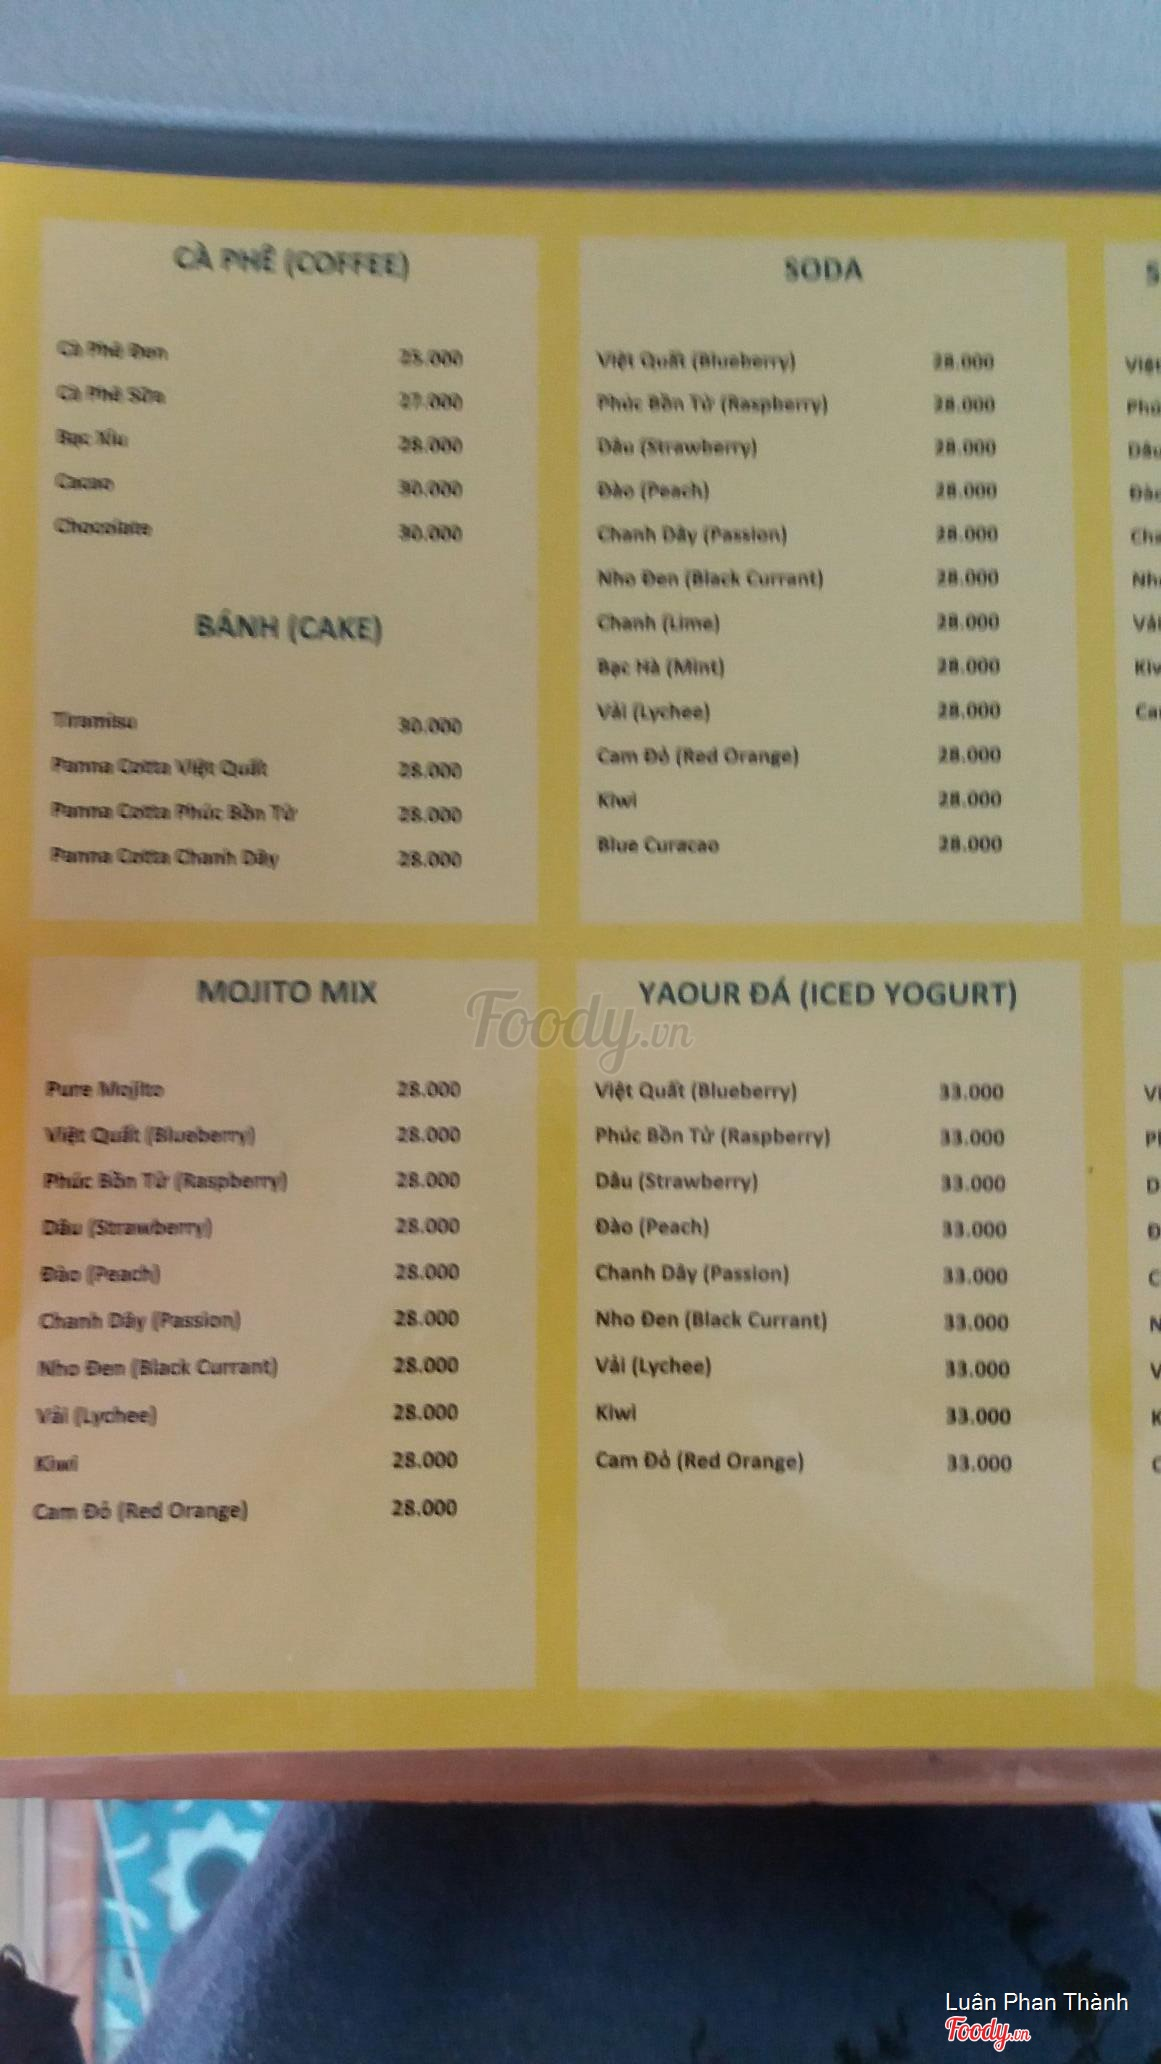 CÀ PHÊ (COFFEE)
Cà Phê Đen 25.000
Cà Phê Sữa 27.000
Bạc Xỉu 28.000
Cacao 30.000
Chocolate 30.000
BÁNH (CAKE)
Tiramisu 30.000
Panna Cotta Việt Quất 28.000
Panna Cotta Phúc Bồn Tử 28.000
Panna Cotta Chanh Dây 28.000
SODA
Việt Quất (Blueberry) 28.000
Phúc Bồn Tử (Raspberry) 28.000
Dâu (Strawberry) 28.000
Đào (Peach) 28.000
Chanh Dây (Passion) 28.000
Nho Đen (Black Currant) 28.000
Chanh (Lime) 28.000
Bạc Hà (Mint) 28.000
Vải (Lychee) 28.000
Cam Đỏ (Red Orange) 28.000
Kiwi 28.000
Blue Curacao 28.000
MOJITO MIX
Pure Mojito 28.000
Việt Quất (Blueberry) 28.000
Phúc Bồn Tử (Raspberry) 28.000
Dâu (Strawberry) 28.000
Đào (Peach) 28.000
Chanh Dây (Passion) 28.000
Nho Đen (Black Currant) 28.000
Vải (Lychee) 28.000
Kiwi 28.000
Cam Đỏ (Red Orange) 28.000
YAOUR ĐÁ (ICED YOGURT)
Việt Quất (Blueberry) 33.000
Phúc Bồn Tử (Raspberry) 33.000
Dâu (Strawberry) 33.000
Đào (Peach) 33.000
Chanh Dây (Passion) 33.000
Nho Đen (Black Currant) 33.000
Vải (Lychee) 33.000
Kiwi 33.000
Cam Đỏ (Red Orange) 33.000
Foody.vn
Luân Phan Thành
Foody.vn